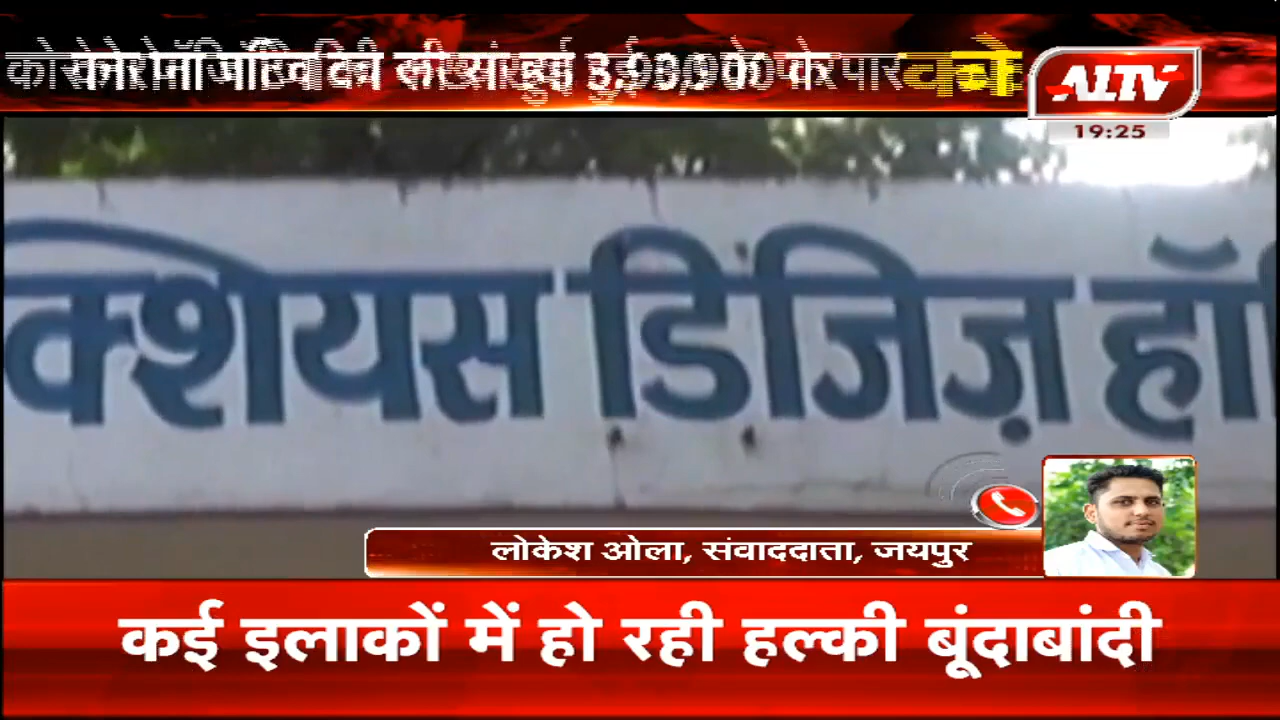 ALTV
19:25
क्शियस डिजिज़ हॉ
लोकेश ओला, संवाददाता, जयपुर
कई इलाकों में हो रही हल्की बूंदाबांदी